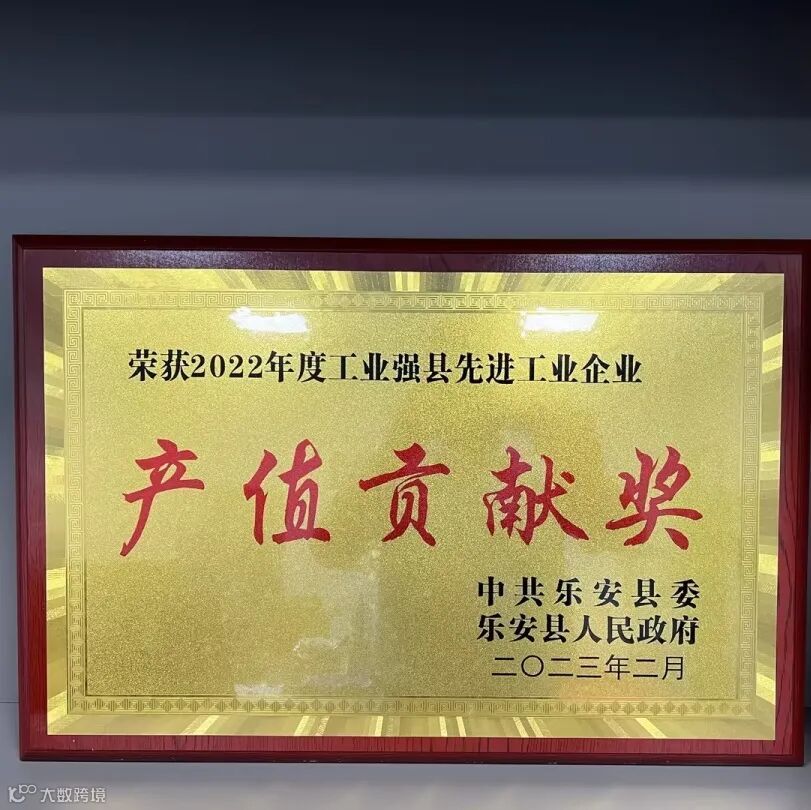 荣获2022年度工业强县先进工业企业
产值贡献奖
中共乐安县委
乐安县人民政府
二〇二三年二月
大数跨境